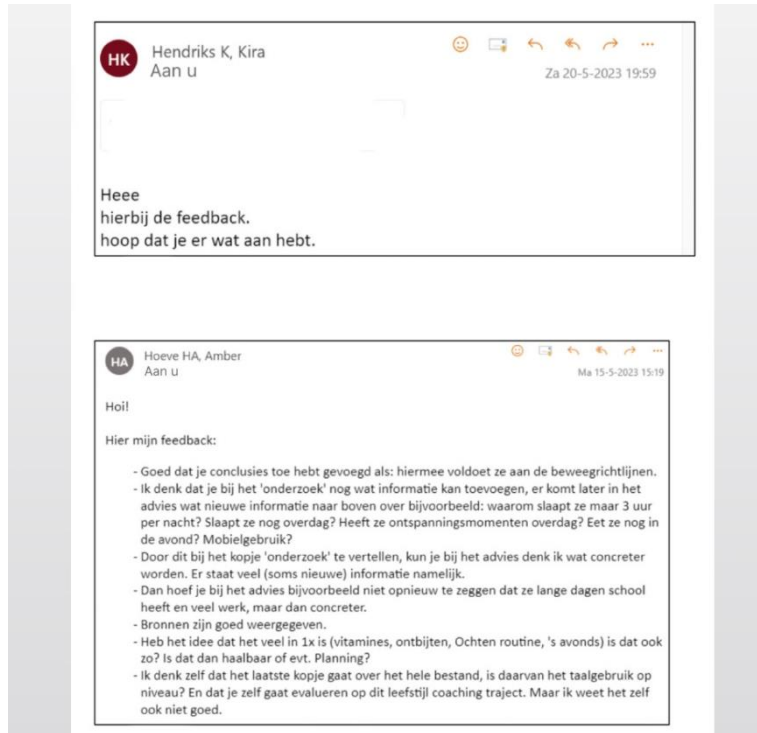 HK
Hendriks K, Kira
Aan u
Za 20-5-2023 19:59
Heee
hierbij de feedback.
hoop dat je er wat aan hebt.
HA
Hoeve HA, Amber
Aan u
Ma 15-5-2023 15:19
Hoi!
Hier mijn feedback:
- Goed dat je conclusies toe hebt gevoegd als: hiermee voldoet ze aan de beweegrichtlijnen.
- Ik denk dat je bij het 'onderzoek' nog wat informatie kan toevoegen, er komt later in het
advies wat nieuwe informatie naar boven over bijvoorbeeld: waarom slaapt ze maar 3 uur
per nacht? Slaapt ze nog overdag? Heeft ze ontspanningsmomenten overdag? Eet ze nog in
de avond? Mobielgebruik?
- Door dit bij het kopje 'onderzoek' te vertellen, kun je bij het advies denk ik wat concreter
worden. Er staat veel (soms nieuwe) informatie namelijk.
- Dan hoef je bij het advies bijvoorbeeld niet opnieuw te zeggen dat ze lange dagen school
heeft en veel werk, maar dan concreter.
- Bronnen zijn goed weergegeven.
- Heb het idee dat het veel in 1x is (vitamines, ontbijten, Ochten routine, 's avonds) is dat ook
zo? Is dat dan haalbaar of evt. Planning?
- Ik denk zelf dat het laatste kopje gaat over het hele bestand, is daarvan het taalgebruik op
niveau? En dat je zelf gaat evalueren op dit leefstijl coaching traject. Maar ik weet het zelf
ook niet goed.